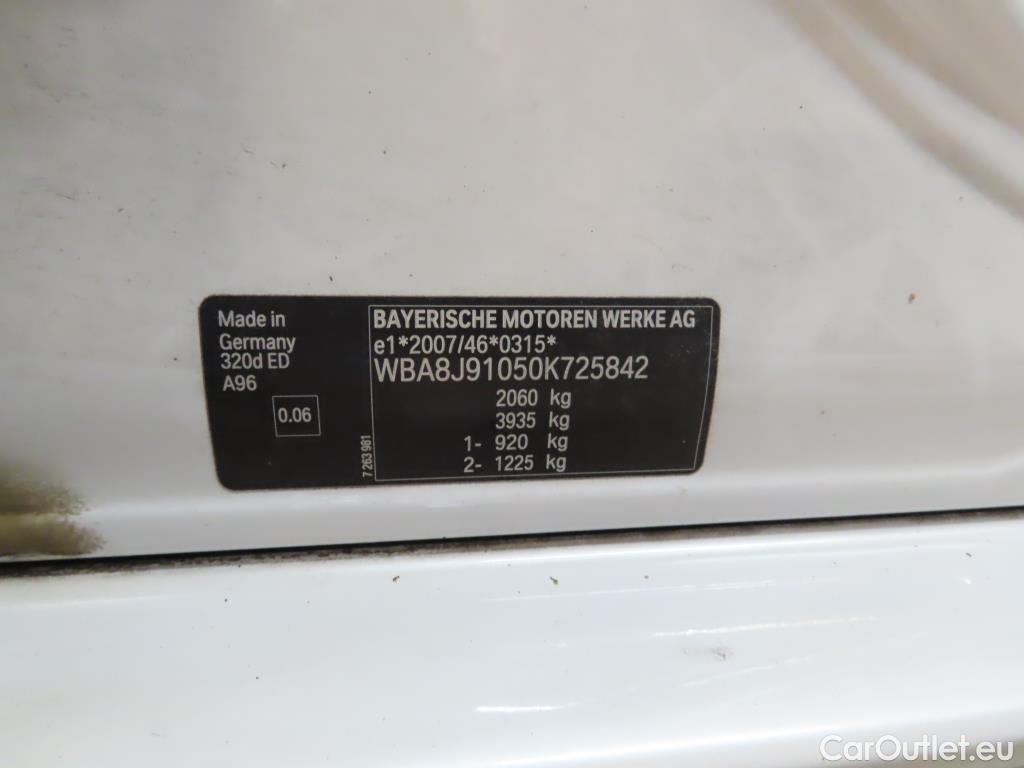 Made in
Germany
320d ED
A96
0.06
7 263 981
BAYERISCHE MOTOREN WERKE AG
e1*2007/46*0315*
WBA8J91050K725842
2060 kg
3935 kg
1- 920 kg
2- 1225 kg
CarOutlet.eu